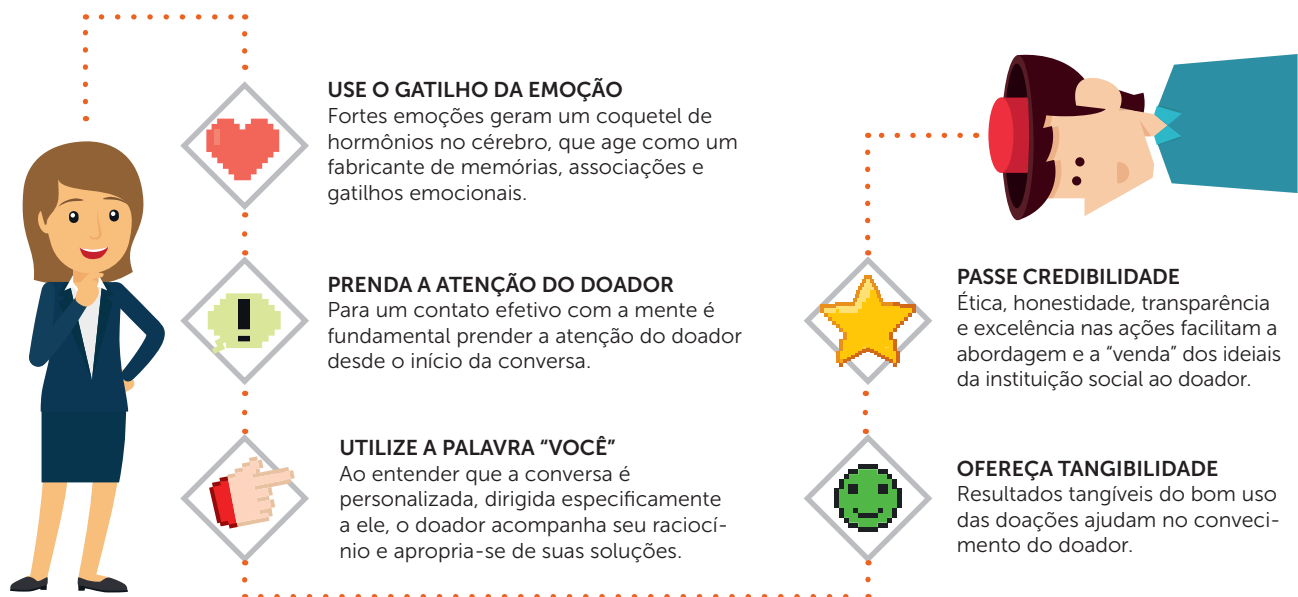 USE O GATILHO DA EMOÇÃO
Fortes emoções geram um coquetel de
hormônios no cérebro, que age como um
fabricante de memórias, associações e
gatilhos emocionais.
PRENDA A ATENÇÃO DO DOADOR
Para um contato efetivo com a mente é
fundamental prender a atenção do doador
desde o início da conversa.
UTILIZE A PALAVRA “VOCÊ”
Ao entender que a conversa é
personalizada, dirigida especificamente
a ele, o doador acompanha seu raciocí-
nio e apropria-se de suas soluções.
PASSE CREDIBILIDADE
Ética, honestidade, transparência
e excelência nas ações facilitam a
abordagem e a “venda” dos ideiais
da instituição social ao doador.
OFEREÇA TANGIBILIDADE
Resultados tangíveis do bom uso
das doações ajudam no conveci-
mento do doador.